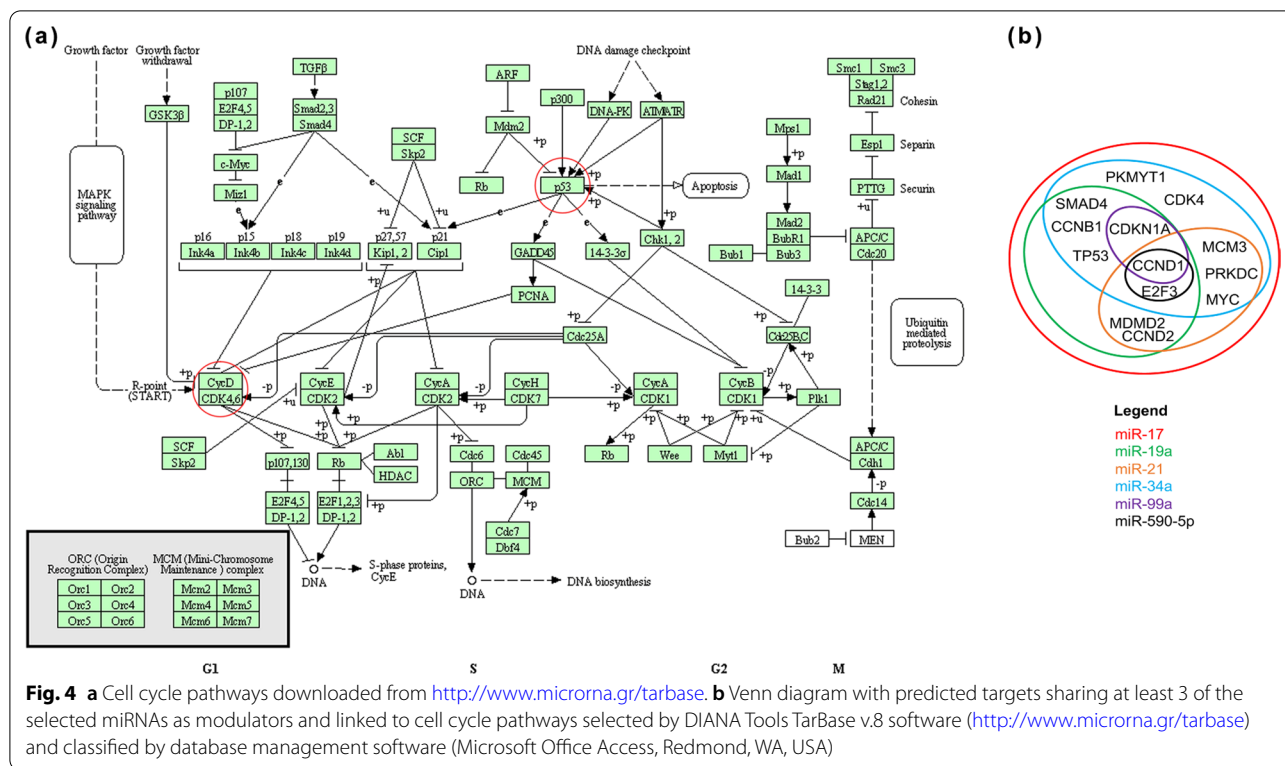 (a)
Growth factor
Growth factor
withdrawal
DNA damage checkpoint
TGFβ
ARF
Smc1 Smc3
Stag1,2
Rad21
Cohesin
p107
E2F4,5
DP-1,2
Smad2,3
Smad4
GSK3β
p300
DNA-PK
ATM/ATR
Mdm2
+p
SCF
Skp2
Mps1
+p
Espl
Separin
c-Myc
Rb
p53
+p
+p
Apoptosis
Mad1
MAPK
signaling
pathway
Miz1
e
e
e
+u
+u
PTTG
Securin
+u
p16
Ink4a
p15
Ink4b
p18
Ink4c
p19
Ink4d
p27,57
Kip1, 2
p21
Cip1
e
e
GADD45
14-3-3σ
+p
Chk1, 2
Mad2
BubR1
Bub3
Bub1
APC/C
Cdc20
PCNA
14-3-3
+p
Cdc25A
+p
Cdc25B,C
Ubiquitin
mediated
proteolysis
R-point
(START)
+p
CycD
CDK4,6
-p
CycE
CDK2
-p
CycA
CDK2
-p
+p
CycH
CDK7
+p
-p
CycA
CDK1
CycB
CDK1
-p
+p
+p
Plk1
+u
+p
+u
SCF
Skp2
+p
+p
+p
+p
+p
+p
+p
+p
+p
p107,130
Rb
Abl
HDAC
Cdc6
Cdc45
ORC
MCM
Rb
Wee
Myt1
APC/C
Cdh1
E2F4,5
DP-1,2
E2F1,2,3
DP-1,2
+p
+p
Cdc7
Dbf4
-p
Cdc14
Bub2
MEN
DNA
S-phase proteins,
CycE
DNA
DNA biosynthesis
ORC (Origin
Recognition Complex)
MCM (Mini-Chromosome
Maintenance ) complex
Orc1 Orc2
Orc3 Orc4
Orc5 Orc6
Mcm2 Mcm3
Mcm4 Mcm5
Mcm6 Mcm7
G1 S G2 M
(b)
PKMYT1
SMAD4
CDK4
CCNB1
CDKN1A
MCM3
TP53
CCND1
PRKDC
E2F3
MYC
MDMD2
CCND2
Legend
miR-17
miR-19a
miR-21
miR-34a
miR-99a
miR-590-5p
Fig. 4 a Cell cycle pathways downloaded from http://www.microrna.gr/tarbase. b Venn diagram with predicted targets sharing at least 3 of the
selected miRNAs as modulators and linked to cell cycle pathways selected by DIANA Tools TarBase v.8 software (http://www.microrna.gr/tarbase)
and classified by database management software (Microsoft Office Access, Redmond, WA, USA)